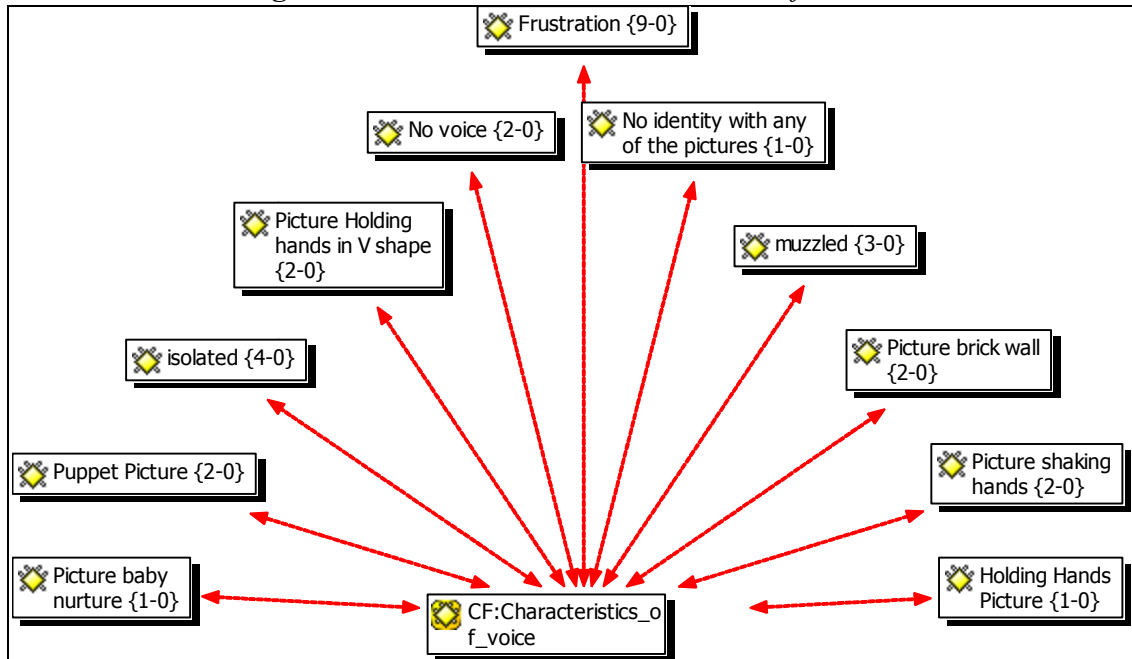 Frustration {9-0}
No voice {2-0}
No identity with any
of the pictures {1-0}
Picture Holding
hands in V shape
{2-0}
muzzled {3-0}
isolated {4-0}
Picture brick wall
{2-0}
Puppet Picture {2-0}
Picture shaking
hands {2-0}
Picture baby
nurture {1-0}
Holding Hands
Picture {1-0}
CF:Characteristics_o
f_voice